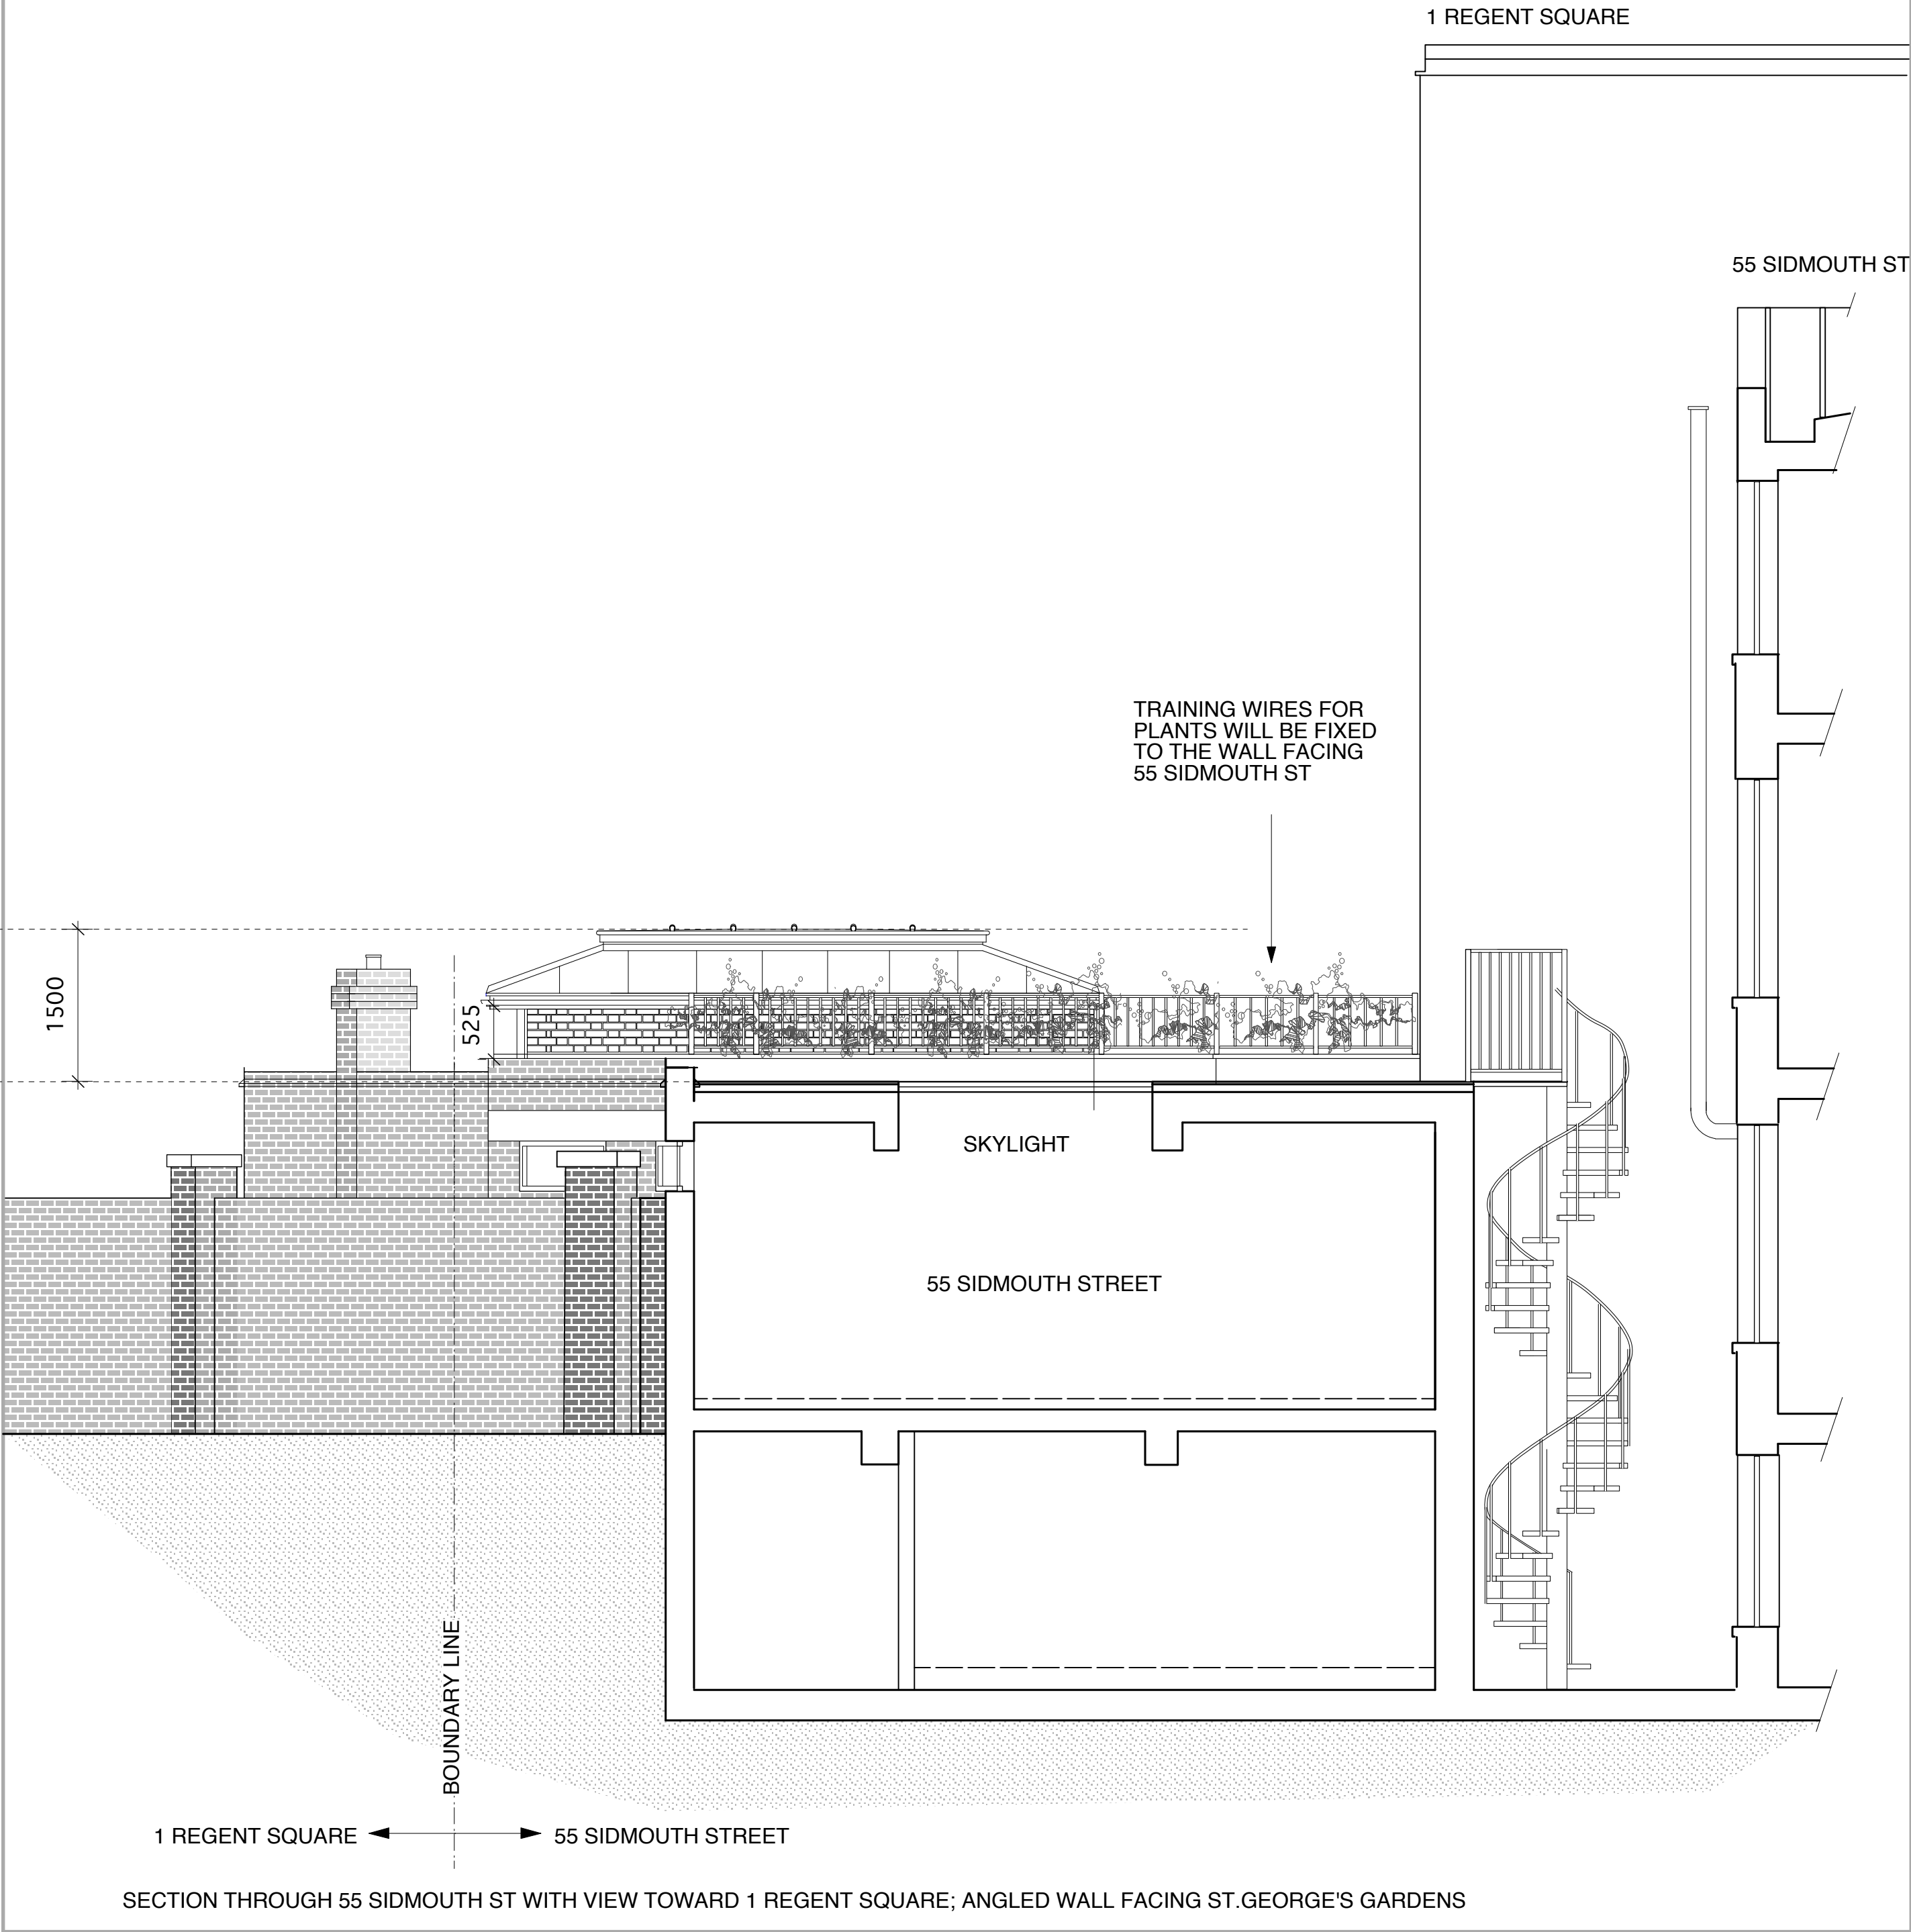 1 REGENT SQUARE
55 SIDMOUTH ST
TRAINING WIRES FOR
PLANTS WILL BE FIXED
TO THE WALL FACING
55 SIDMOUTH ST
1500
525
SKYLIGHT
55 SIDMOUTH STREET
BOUNDARY LINE
1 REGENT SQUARE
55 SIDMOUTH STREET
SECTION THROUGH 55 SIDMOUTH ST WITH VIEW TOWARD 1 REGENT SQUARE; ANGLED WALL FACING ST.GEORGE'S GARDENS